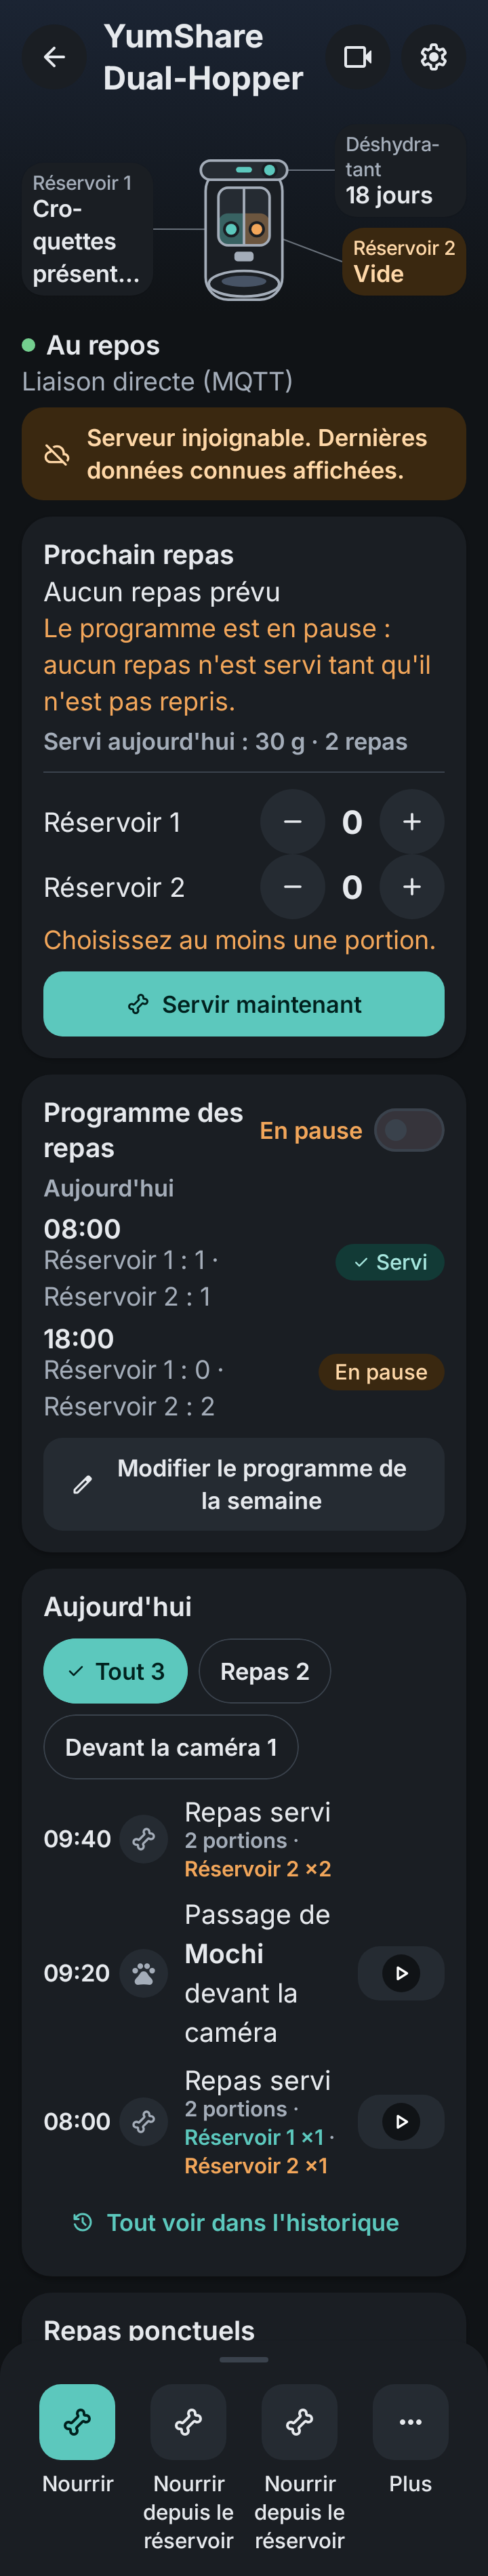 YumShare
Dual-Hopper
Déshydra-
tant
18 jours
Réservoir 1
Cro-
quettes
présent…
Réservoir 2
Vide
Au repos
Liaison directe (MQTT)
Serveur injoignable. Dernières
données connues affichées.
Prochain repas
Aucun repas prévu
Le programme est en pause :
aucun repas n'est servi tant qu'il
n'est pas repris.
Servi aujourd'hui : 30 g · 2 repas
Réservoir 1
0
Réservoir 2
0
Choisissez au moins une portion.
Servir maintenant
Programme des
repas
En pause
Aujourd'hui
08:00
Réservoir 1 : 1 ·
Réservoir 2 : 1
Servi
18:00
Réservoir 1 : 0 ·
Réservoir 2 : 2
En pause
Modifier le programme de
la semaine
Aujourd'hui
Tout 3
Repas 2
Devant la caméra 1
09:40
Repas servi
2 portions ·
Réservoir 2 ×2
09:20
Passage de
Mochi
devant la
caméra
08:00
Repas servi
2 portions ·
Réservoir 1 ×1 ·
Réservoir 2 ×1
Tout voir dans l'historique
Repas ponctuels
Nourrir
Nourrir
depuis le
réservoir
Nourrir
depuis le
réservoir
Plus